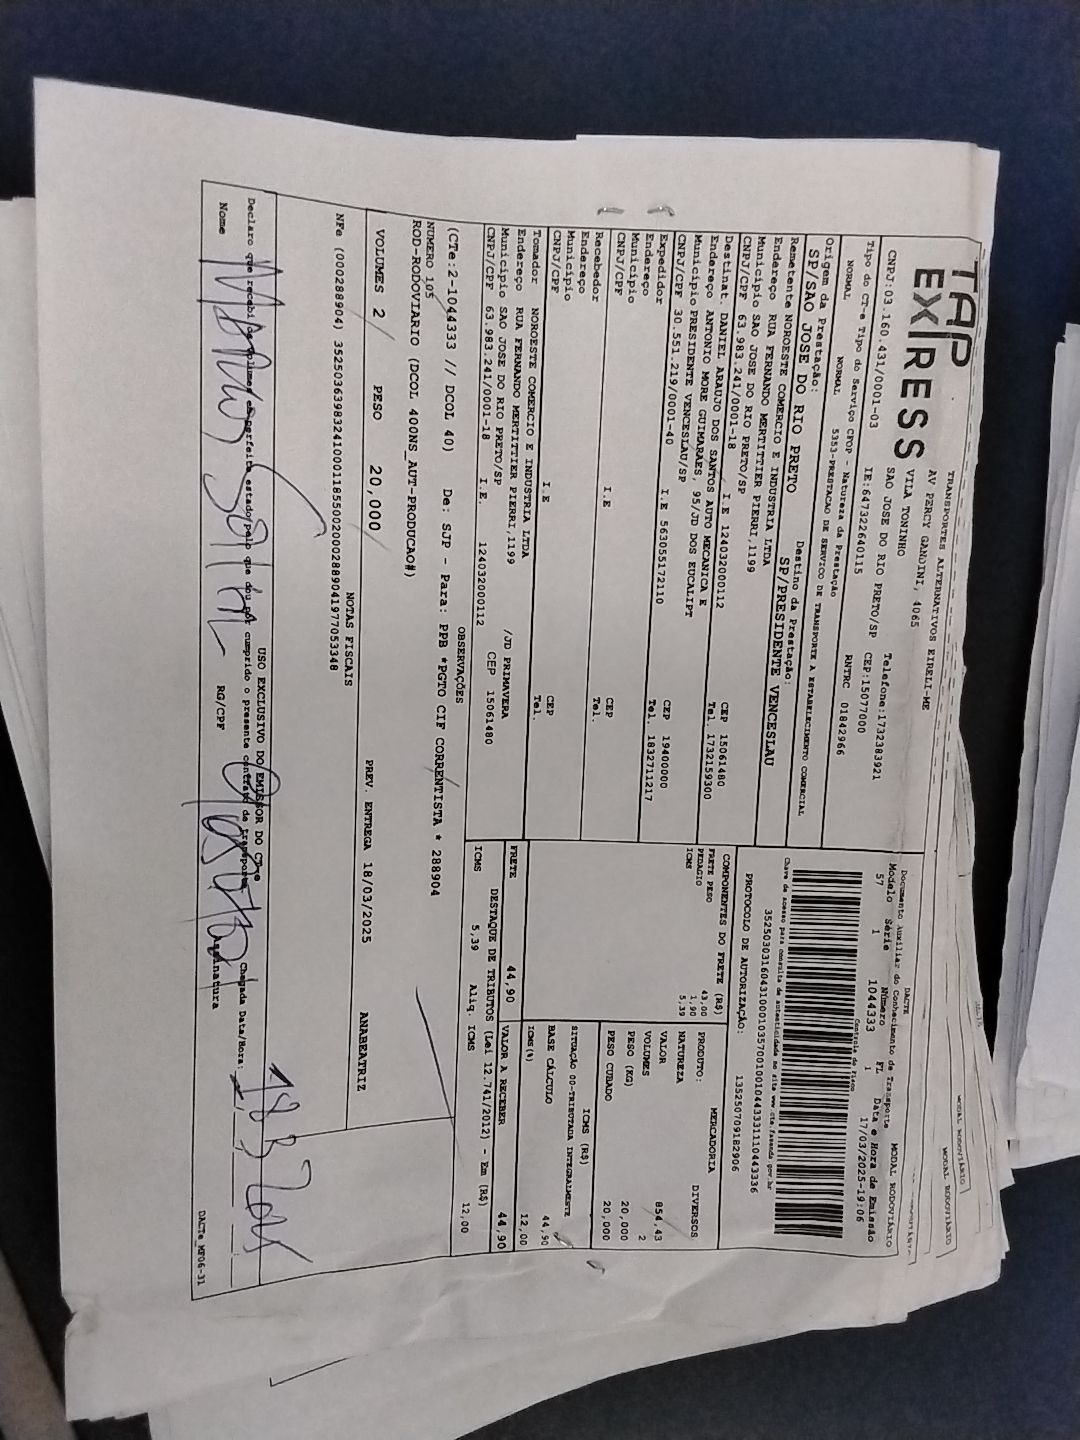 TAP
EXPRESS
TRANSPORTES ALTERNATIVOS EIRELI-ME
AV PERCY GANDINI, 4065
VILA TONINHO
SAO JOSE DO RIO PRETO/SP Telefone:1732383921
CNPJ:03.160.431/0001-03 IE:647322640115 CEP:15077000
RNTRC 01842966
Tipo do CT-e Tipo do Serviço CFOP - Natureza da Prestação
NORMAL NORMAL 5353-PRESTACAO DE SERVICO DE TRANSPORTE A ESTABELECIMENTO COMERCIAL
Origem da Prestação: Destino da Prestação:
SP/SAO JOSE DO RIO PRETO SP/PRESIDENTE VENCESLAU
DACTE MODAL RODOVIÁRIO
Documento Auxiliar do Conhecimento de Transporte
Modelo Série Número FL Data e Hora de Emissão
57 1 1044333 1 17/03/2025-19:06
Controle do Fisco
Chave de acesso para consulta de autenticidade no site www.cte.fazenda.gov.br
PROTOCOLO DE AUTORIZAÇÃO: 135250709182906
Remetente NOROESTE COMERCIO E INDUSTRIA LTDA
Endereço RUA FERNANDO MERTITTIER PIERRI,1199
Município SAO JOSE DO RIO PRETO/SP CEP 15061480
CNPJ/CPF 63.983.241/0001-18 I.E 124032000112 Tel. 1732159300
Destinat. DANIEL ARAUJO DOS SANTOS AUTO MECANICA E
Endereço ANTONIO MORE GUIMARAES, 95/JD DOS EUCALIPT
Município PRESIDENTE VENCESLAU/SP CEP 19400000
CNPJ/CPF 30.551.219/0001-40 I.E 563055172110 Tel. 1832711217
Expedidor
Endereço
Município CEP
CNPJ/CPF I.E Tel.
Recebedor
Endereço
Município CEP
CNPJ/CPF I.E Tel.
Tomador NOROESTE COMERCIO E INDUSTRIA LTDA
Endereço RUA FERNANDO MERTITTIER PIERRI,1199 /JD PRIMAVERA
Município SAO JOSE DO RIO PRETO/SP CEP 15061480
CNPJ/CPF 63.983.241/0001-18 I.E. 124032000112
COMPONENTES DO FRETE (R$)
FRETE PESO 43,00
PEDAGIO 1,90
ICMS 5,39
PRODUTO: MERCADORIA
NATUREZA DIVERSOS
VALOR 854,43
VOLUMES 2
PESO (KG) 20,000
PESO CUBADO 20,000
ICMS (R$)
SITUAÇÃO 00-TRIBUTADA INTEGRALMENTE
BASE CÁLCULO 44,90
ICMS(%) 12,00
FRETE 44,90 VALOR A RECEBER 44,90
DESTAQUE DE TRIBUTOS (Lei 12.741/2012) - Em (R$)
ICMS 5,39 Alíq. ICMS 12,00
OBSERVAÇÕES
(CTe:2-1044333 // DCOL 40) De: SJP - Para: PPB *PGTO CIF CORRENTISTA * 288904
NUMERO 105
ROD-RODOVIARIO (DCOL 400NS_AUT-PRODUCAO#)
VOLUMES 2 PESO 20,000 PREV. ENTREGA 18/03/2025 ANABEATRIZ
NOTAS FISCAIS
USO EXCLUSIVO DO EMISSOR DO CT-e
Declaro que recebi os volumes em perfeito estado pelo que dou por cumprido o presente contrato de transporte
Chegada Data/Hora: 18 3 2025
Nome RG/CPF Assinatura
DACTe_MF06-31
MODAL RODOVIÁRIO
MODAL RODOVIÁRIO